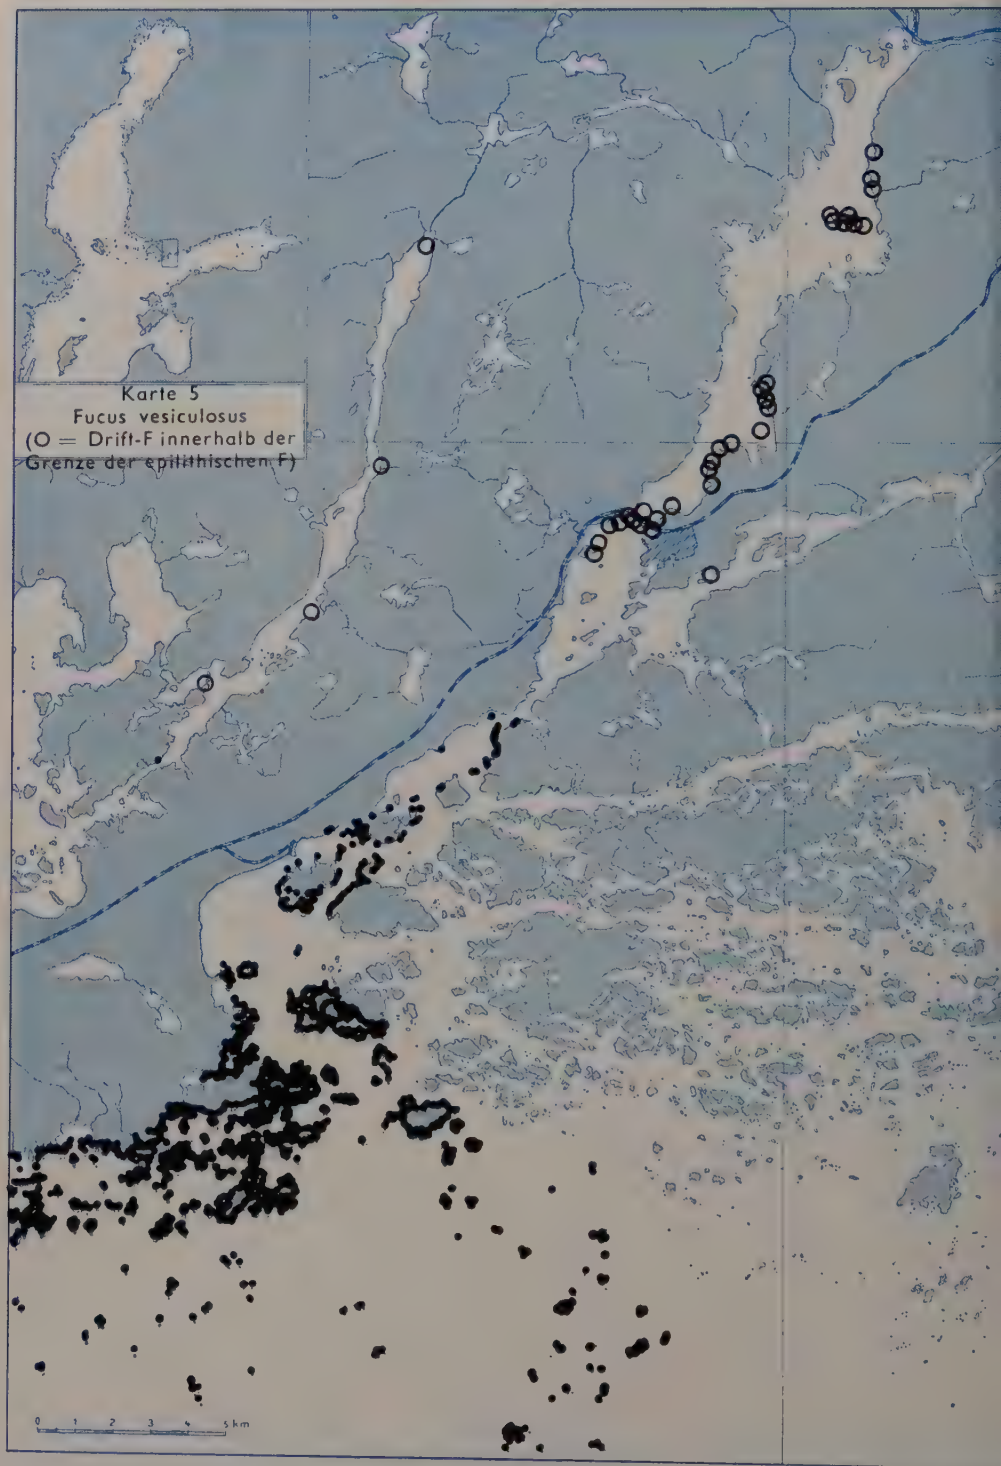 Karte 5
Fucus vesiculosus
(O = Drift-F innerhalb der
Grenze der epilithischen F)
0 1 2 3 4 5 km